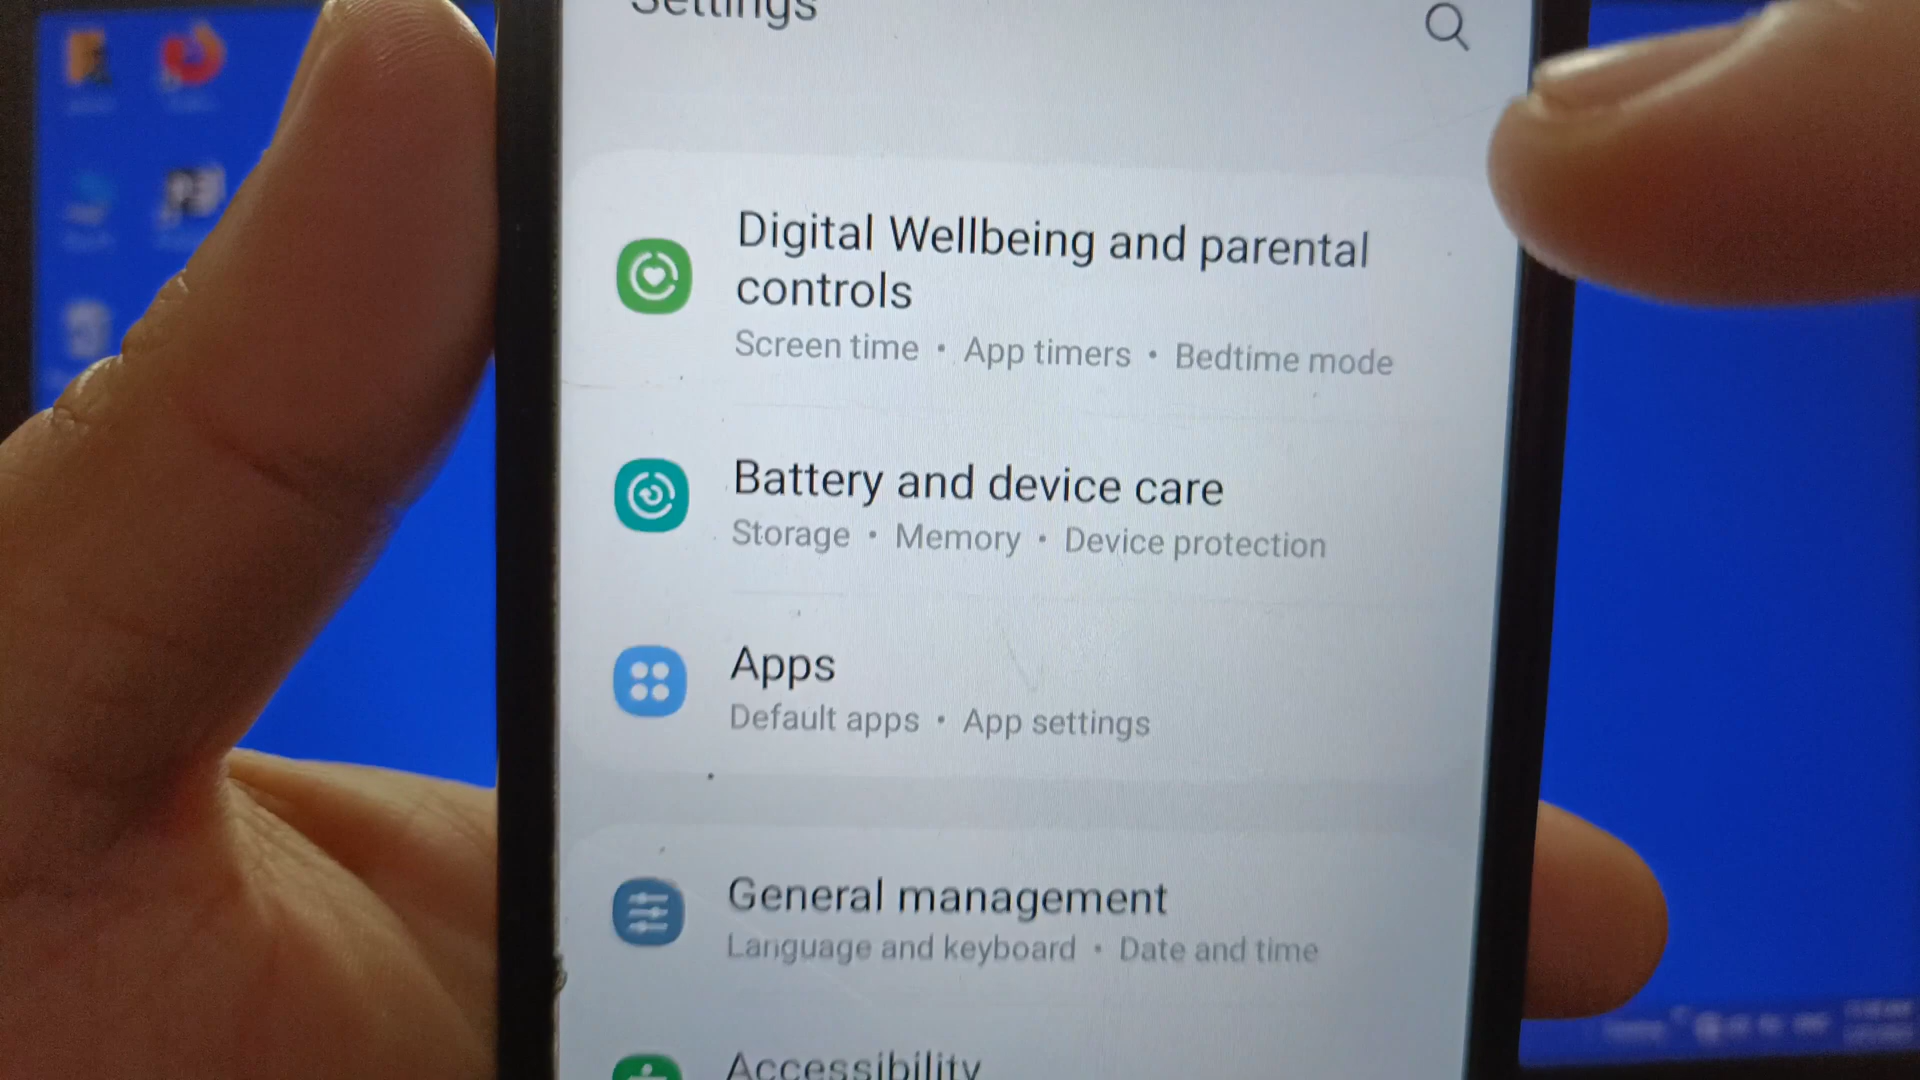 Settings
Digital Wellbeing and parental
controls
Screen time • App timers • Bedtime mode
Battery and device care
Storage • Memory • Device protection
Apps
Default apps • App settings
General management
Language and keyboard • Date and time
Accessibility